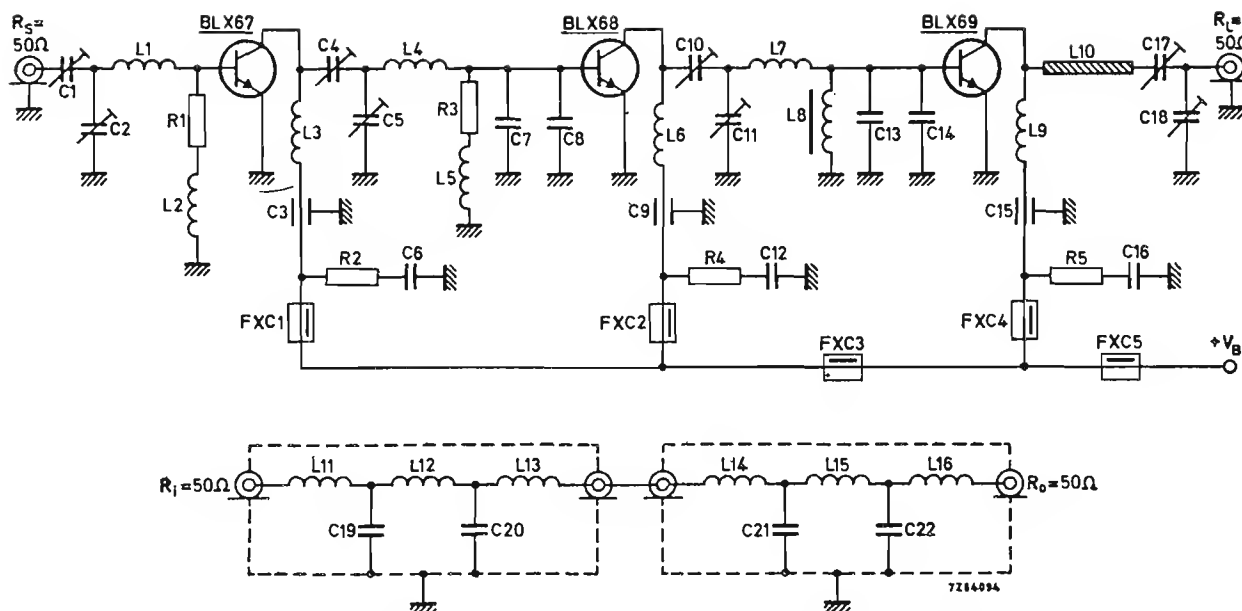 R_S=
50Ω
C1
C2
L1
R1
L2
BLX67
L3
C3
C4
C5
L4
R3
L5
C7
C8
BLX68
L6
C9
C10
C11
L7
L8
C13
C14
BLX69
L9
C15
L10
C17
C18
R_L=
50Ω
R2
C6
R4
C12
R5
C16
FXC1
FXC2
FXC3
FXC4
FXC5
+V_B
R_i=50Ω
L11
L12
L13
C19
C20
L14
L15
L16
C21
C22
R_o=50Ω
7Z64094